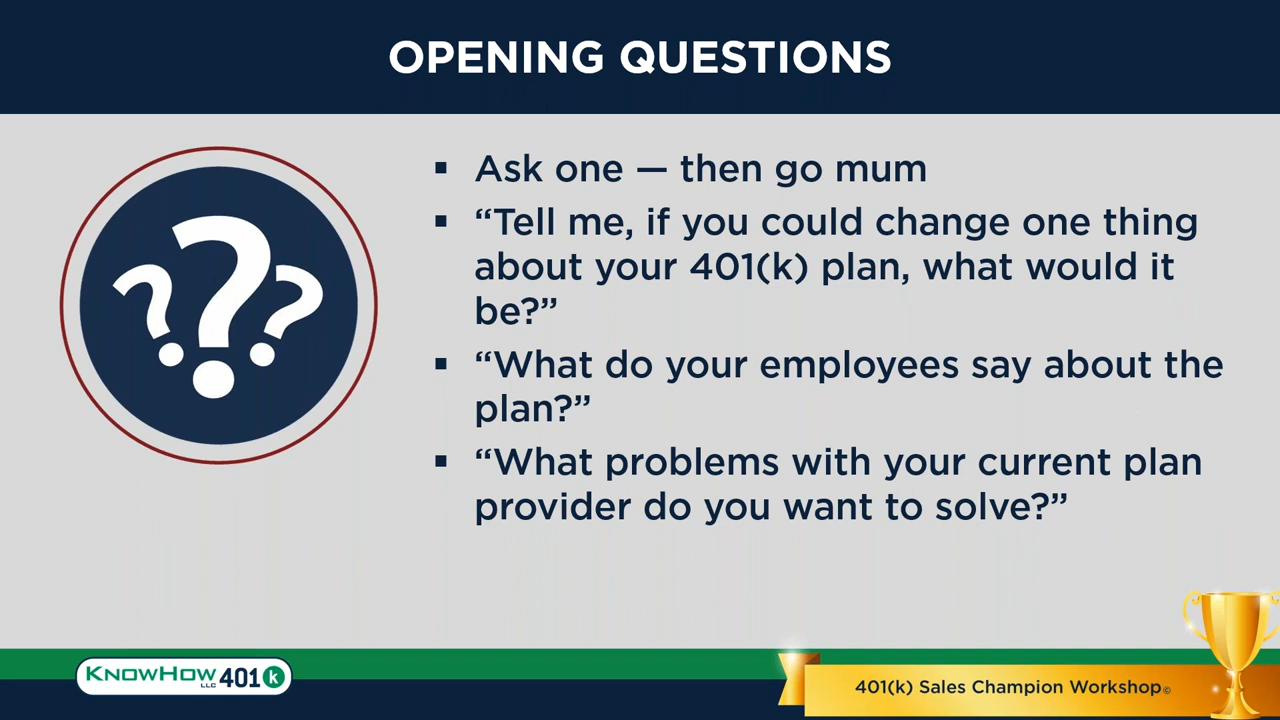 OPENING QUESTIONS
???
▪ Ask one — then go mum
▪ “Tell me, if you could change one thing
about your 401(k) plan, what would it
be?”
▪ “What do your employees say about the
plan?”
▪ “What problems with your current plan
provider do you want to solve?”
KNOWHOW LLC 401 k
401(k) Sales Champion Workshop©